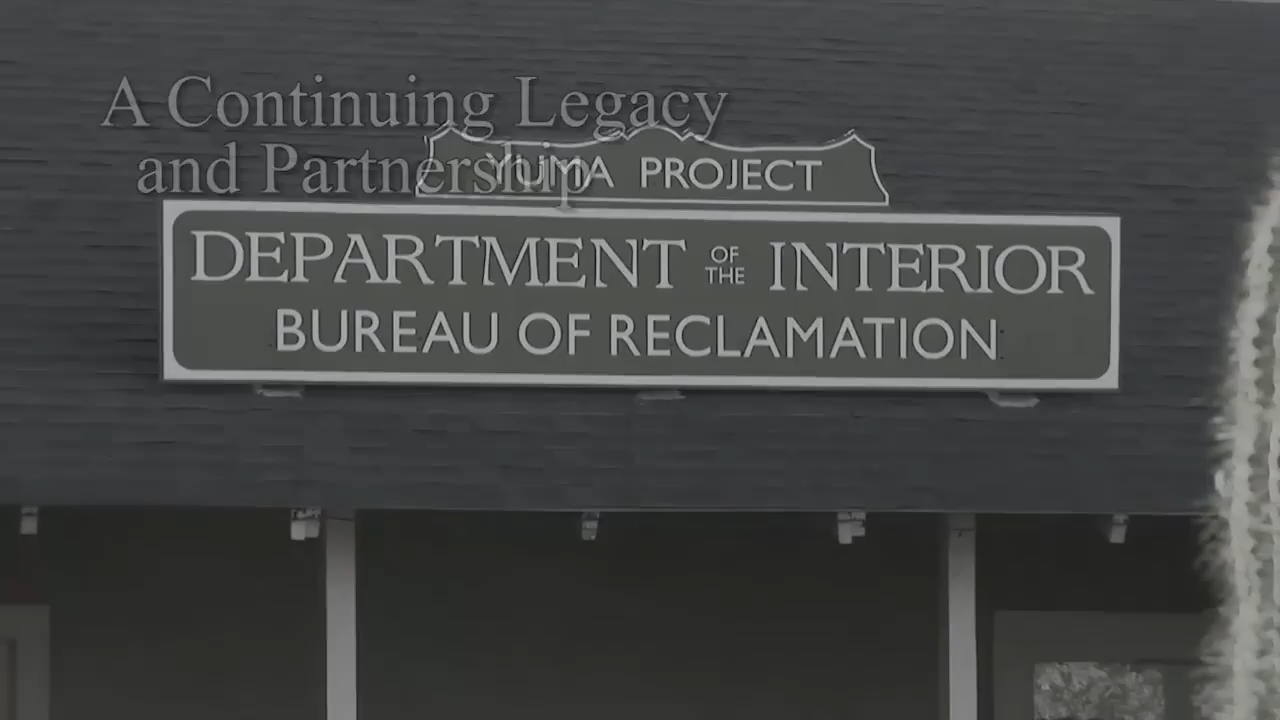 A Continuing Legacy
and Partnership
YUMA PROJECT
DEPARTMENT OF THE INTERIOR
BUREAU OF RECLAMATION